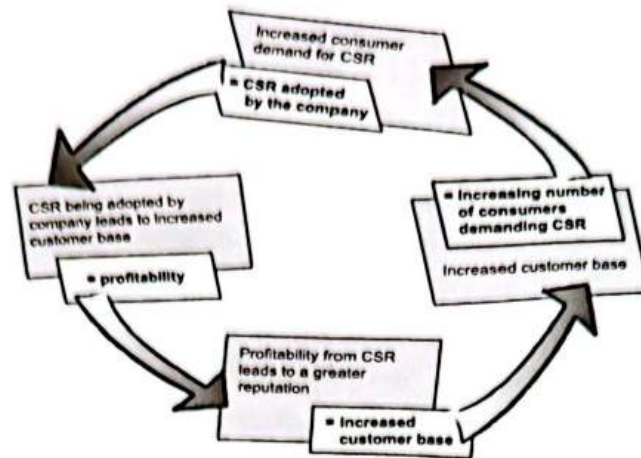 Increased consumer
demand for CSR
= CSR adopted
by the company
CSR being adopted by
company leads to increased
customer base
= profitability
Profitability from CSR
leads to a greater
reputation
= Increased
customer base
= Increasing number
of consumers
demanding CSR
Increased customer base